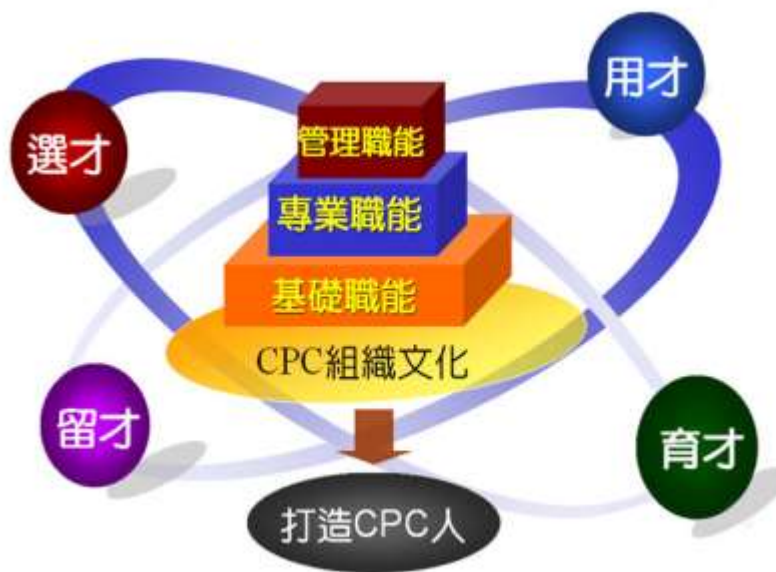 用才
選才
管理職能
專業職能
基礎職能
CPC組織文化
留才
育才
打造CPC人